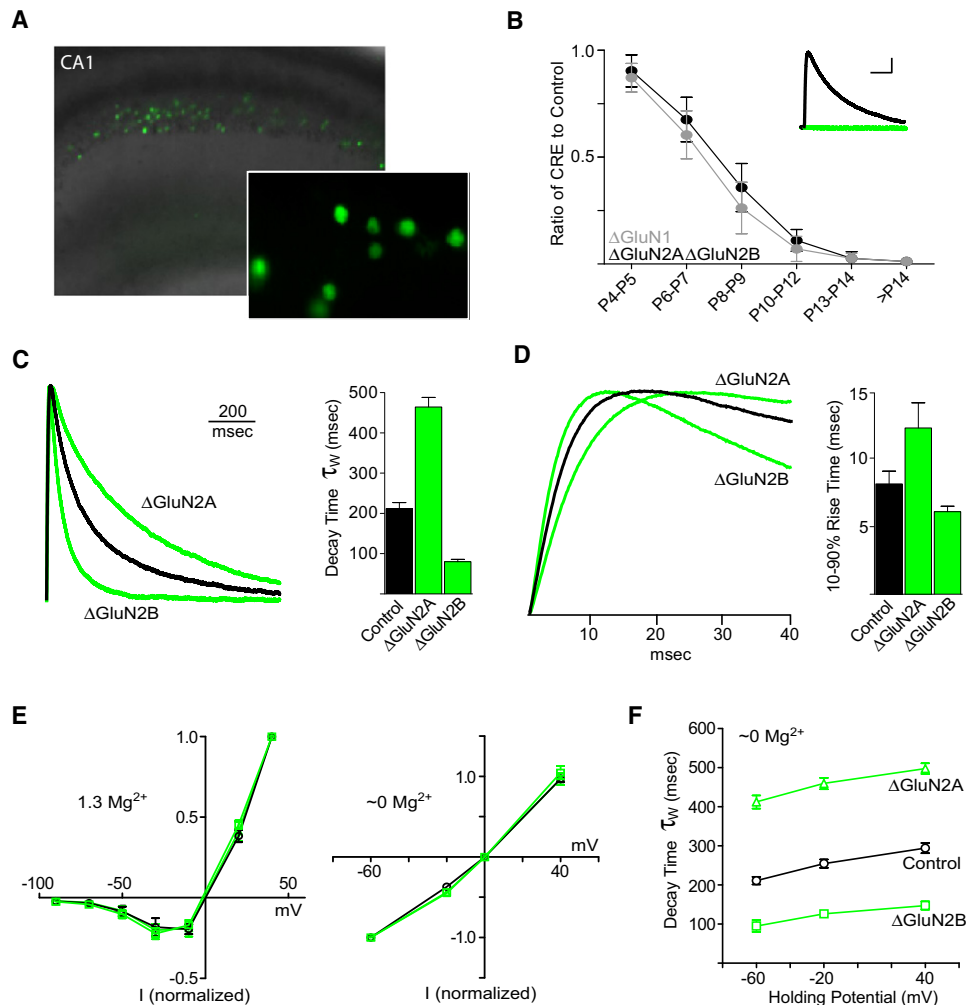 A
CA1
B
Ratio of CRE to Control
1.0
0.5
ΔGluN1
ΔGluN2AΔGluN2B
P4-P5
P6-P7
P8-P9
P10-P12
P13-P14
>P14
C
200
msec
ΔGluN2A
ΔGluN2B
Decay Time τW (msec)
500
400
300
200
100
Control
ΔGluN2A
ΔGluN2B
D
ΔGluN2A
ΔGluN2B
10
20
30
40
msec
10-90% Rise Time (msec)
15
10
5
Control
ΔGluN2A
ΔGluN2B
E
1.3 Mg2+
1.0
0.5
-100
-50
50
mV
-0.5
I (normalized)
~0 Mg2+
1.0
mV
-60
40
-1.0
I (normalized)
F
~0 Mg2+
Decay Time τW (msec)
600
500
400
300
200
100
ΔGluN2A
Control
ΔGluN2B
-60
-20
40
Holding Potential (mV)